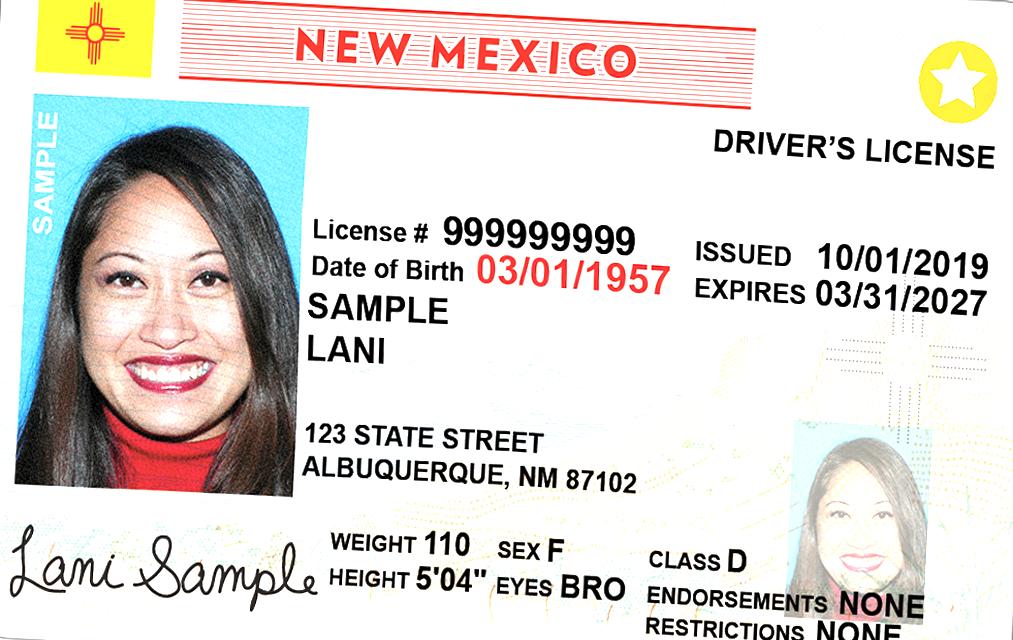 NEW MEXICO
DRIVER'S LICENSE
SAMPLE
License # 999999999
Date of Birth 03/01/1957
ISSUED 10/01/2019
EXPIRES 03/31/2027
SAMPLE
LANI
123 STATE STREET
ALBUQUERQUE, NM 87102
WEIGHT 110 SEX F
HEIGHT 5'04" EYES BRO
CLASS D
ENDORSEMENTS NONE
RESTRICTIONS NONE
Lani Sample